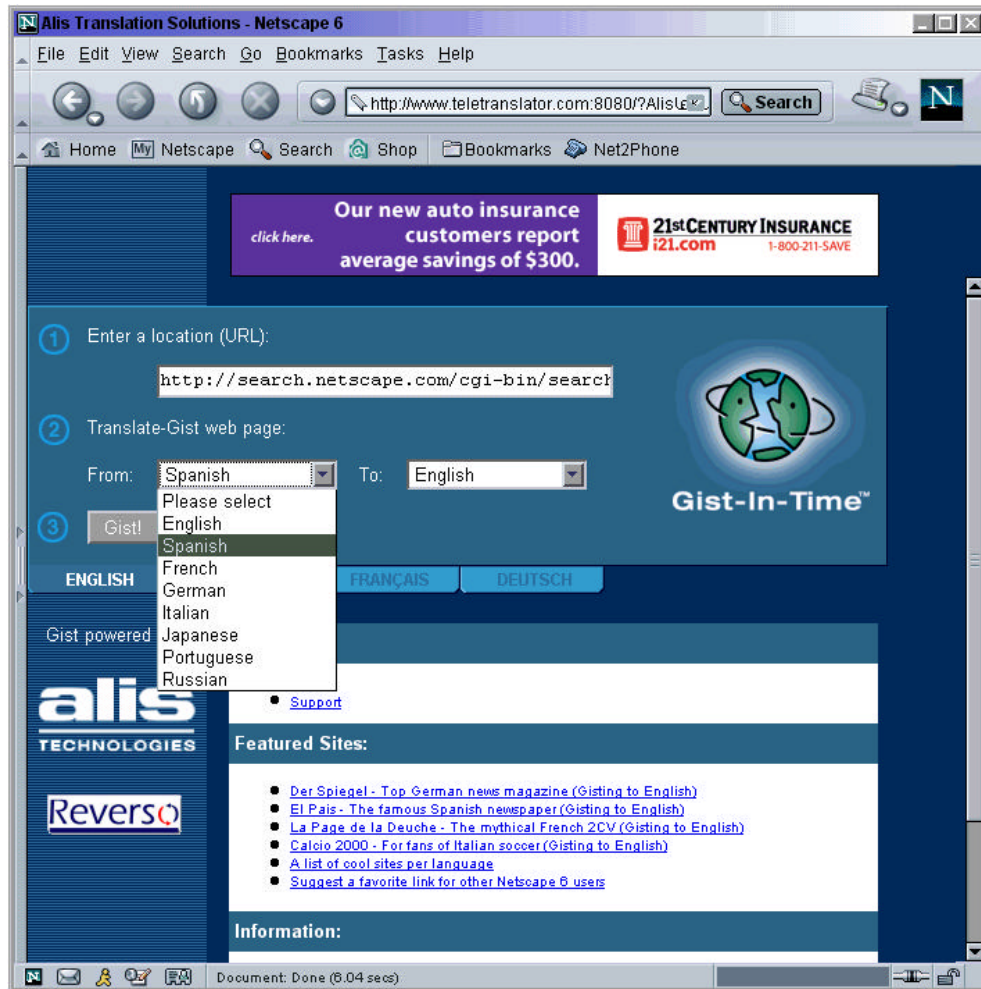 Alis Translation Solutions - Netscape 6
File Edit View Search Go Bookmarks Tasks Help
http://www.teletranslator.com:8080/?Alis
Search
N
Home My Netscape Search Shop Bookmarks Net2Phone
click here.
Our new auto insurance
customers report
average savings of $300.
21st CENTURY INSURANCE
i21.com 1-800-211-SAVE
1 Enter a location (URL):
http://search.netscape.com/cgi-bin/search
2 Translate-Gist web page:
From: Spanish To: English
Gist-In-Time™
3 Gist!
Please select
English
Spanish
French
German
Italian
Japanese
Portuguese
Russian
ENGLISH FRANÇAIS DEUTSCH
Gist powered
alis
TECHNOLOGIES
Reverso
Support
Featured Sites:
Der Spiegel - Top German news magazine (Gisting to English)
El Pais - The famous Spanish newspaper (Gisting to English)
La Page de la Deuche - The mythical French 2CV (Gisting to English)
Calcio 2000 - For fans of Italian soccer (Gisting to English)
A list of cool sites per language
Suggest a favorite link for other Netscape 6 users
Information:
Document: Done (6.04 secs)